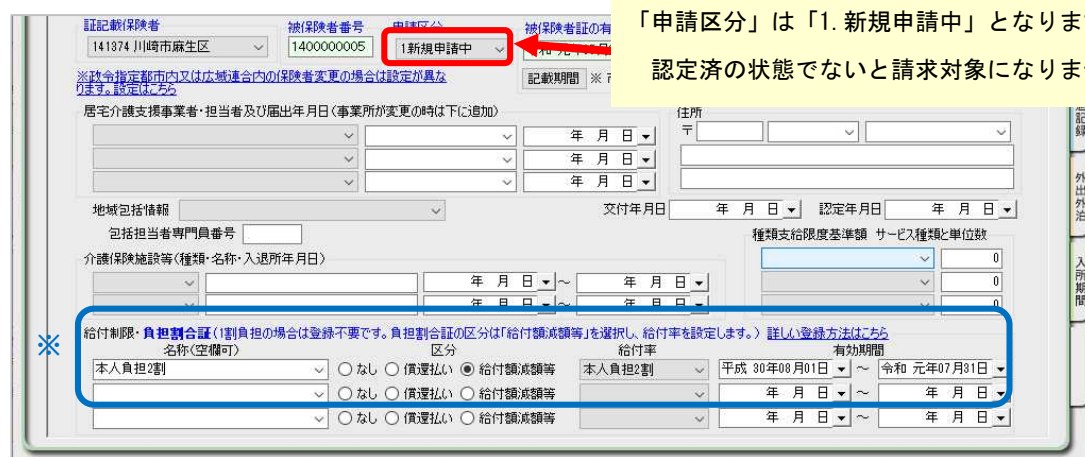 「申請区分」は「1.新規申請中」となりま
認定済の状態でないと請求対象になりま
証記載保険者 被保険者番号 申請区分 被保険者証の有
141374 川崎市麻生区 1400000005 1新規申請中
※政令指定都市内又は広域連合内の保険者変更の場合は設定が異な
ります。設定はこちら
記載期間 ※
居宅介護支援事業者・担当者及び届出年月日(事業所が変更の時は下に追加) 住所
年 月 日 〒
年 月 日
年 月 日
地域包括情報 交付年月日 年 月 日 認定年月日 年 月 日
包括担当者専門員番号 種類支給限度基準額 サービス種類と単位数
介護保険施設等(種類・名称・入退所年月日) 0
年 月 日 ～ 年 月 日 0
年 月 日 ～ 年 月 日 0
※ 給付制限・負担割合証(1割負担の場合は登録不要です。負担割合証の区分は「給付額減額等」を選択し、給付率を設定します。) 詳しい登録方法はこちら
名称(空欄可) 区分 給付率 有効期間
本人負担2割 なし 償還払い 給付額減額等 本人負担2割 平成 30年08月01日 ～ 令和 元年07月31日
なし 償還払い 給付額減額等 年 月 日 ～ 年 月 日
なし 償還払い 給付額減額等 年 月 日 ～ 年 月 日
外出外泊
入所期間